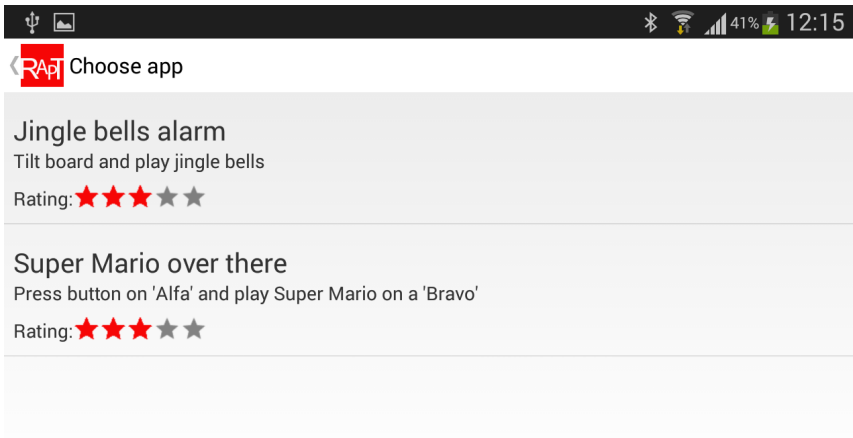 41% 12:15
RApT Choose app
Jingle bells alarm
Tilt board and play jingle bells
Rating:
Super Mario over there
Press button on 'Alfa' and play Super Mario on a 'Bravo'
Rating: